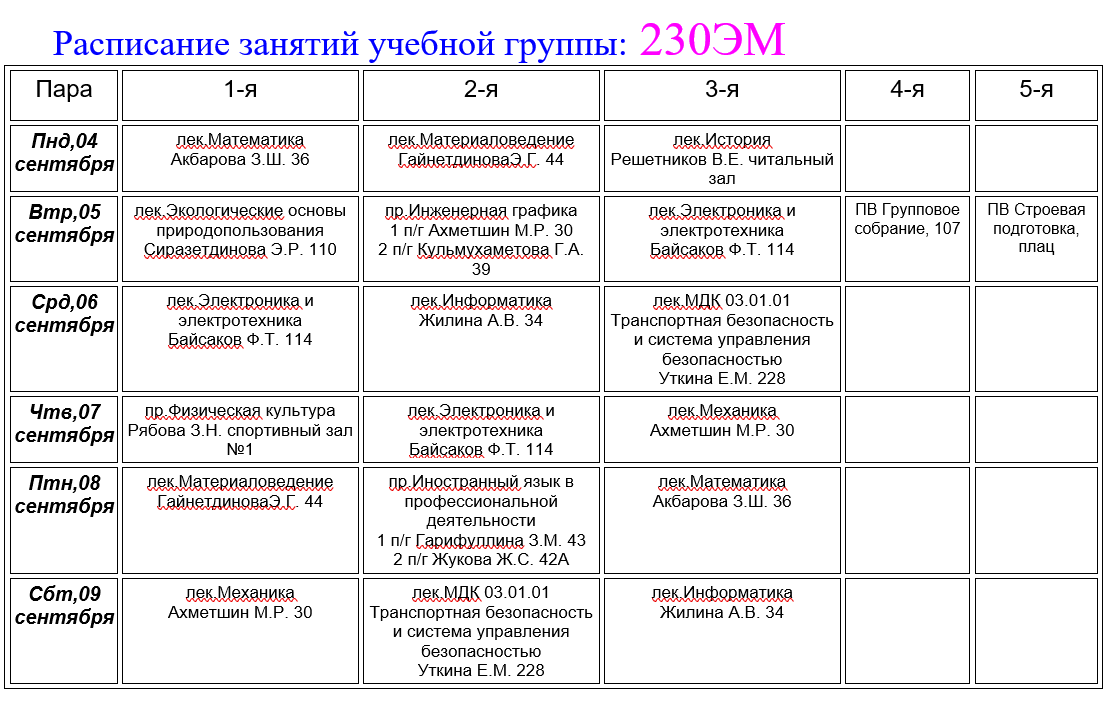 Расписание занятий учебной группы: 230ЭМ
Пара
1-я
2-я
3-я
4-я
5-я
Пнд,04
сентября
лек.Математика
Акбарова З.Ш. 36
лек.Материаловедение
ГайнетдиноваЭ.Г. 44
лек.История
Решетников В.Е. читальный
зал
Втр,05
сентября
лек.Экологические основы
природопользования
Сиразетдинова Э.Р. 110
пр.Инженерная графика
1 п/г Ахметшин М.Р. 30
2 п/г Кульмухаметова Г.А.
39
лек.Электроника и
электротехника
Байсаков Ф.Т. 114
ПВ Групповое
собрание, 107
ПВ Строевая
подготовка,
плац
Срд,06
сентября
лек.Электроника и
электротехника
Байсаков Ф.Т. 114
лек.Информатика
Жилина А.В. 34
лек.МДК 03.01.01
Транспортная безопасность
и система управления
безопасностью
Уткина Е.М. 228
Чтв,07
сентября
пр.Физическая культура
Рябова З.Н. спортивный зал
№1
лек.Электроника и
электротехника
Байсаков Ф.Т. 114
лек.Механика
Ахметшин М.Р. 30
Птн,08
сентября
лек.Материаловедение
ГайнетдиноваЭ.Г. 44
пр.Иностранный язык в
профессиональной
деятельности
1 п/г Гарифуллина З.М. 43
2 п/г Жукова Ж.С. 42А
лек.Математика
Акбарова З.Ш. 36
Сбт,09
сентября
лек.Механика
Ахметшин М.Р. 30
лек.МДК 03.01.01
Транспортная безопасность
и система управления
безопасностью
Уткина Е.М. 228
лек.Информатика
Жилина А.В. 34